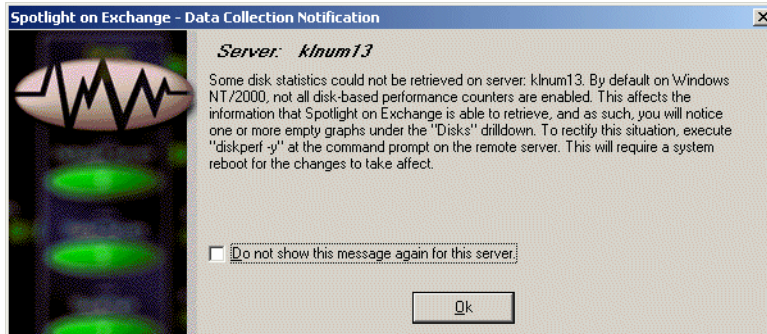 Spotlight on Exchange - Data Collection Notification
Server: klnum13
Some disk statistics could not be retrieved on server: klnum13. By default on Windows
NT/2000, not all disk-based performance counters are enabled. This affects the
information that Spotlight on Exchange is able to retrieve, and as such, you will notice
one or more empty graphs under the "Disks" drilldown. To rectify this situation, execute
"diskperf -y" at the command prompt on the remote server. This will require a system
reboot for the changes to take affect.
Do not show this message again for this server.
Ok